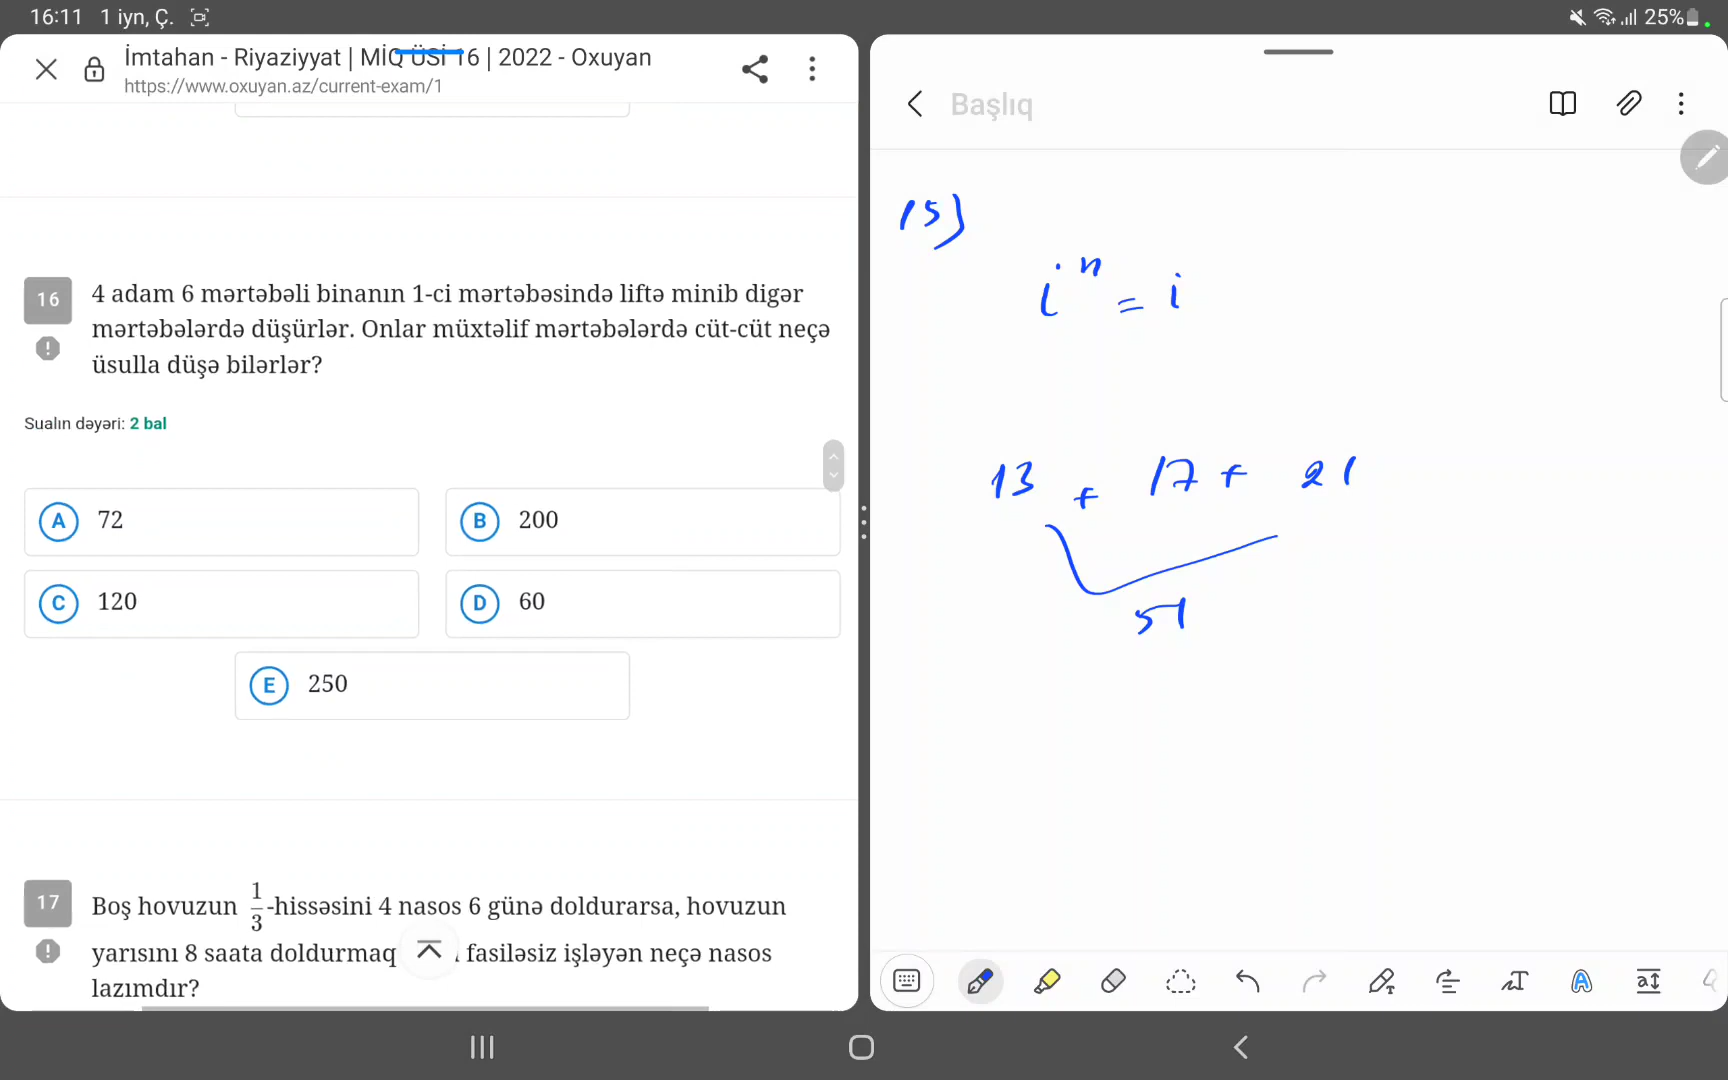 16:11 1 iyn, Ç. 25%
İmtahan - Riyaziyyat | MİQ ÜSİ 16 | 2022 - Oxuyan
https://www.oxuyan.az/current-exam/1
16
4 adam 6 mərtəbəli binanın 1-ci mərtəbəsində liftə minib digər
mərtəbələrdə düşürlər. Onlar müxtəlif mərtəbələrdə cüt-cüt neçə
üsulla düşə bilərlər?
Sualın dəyəri: 2 bal
A 72
B 200
C 120
D 60
E 250
17
Boş hovuzun 1/3-hissəsini 4 nasos 6 günə doldurarsa, hovuzun
yarısını 8 saata doldurmaq fasiləsiz işləyən neçə nasos
lazımdır?
Başlıq
15)
iⁿ = i
13 + 17 + 21
51